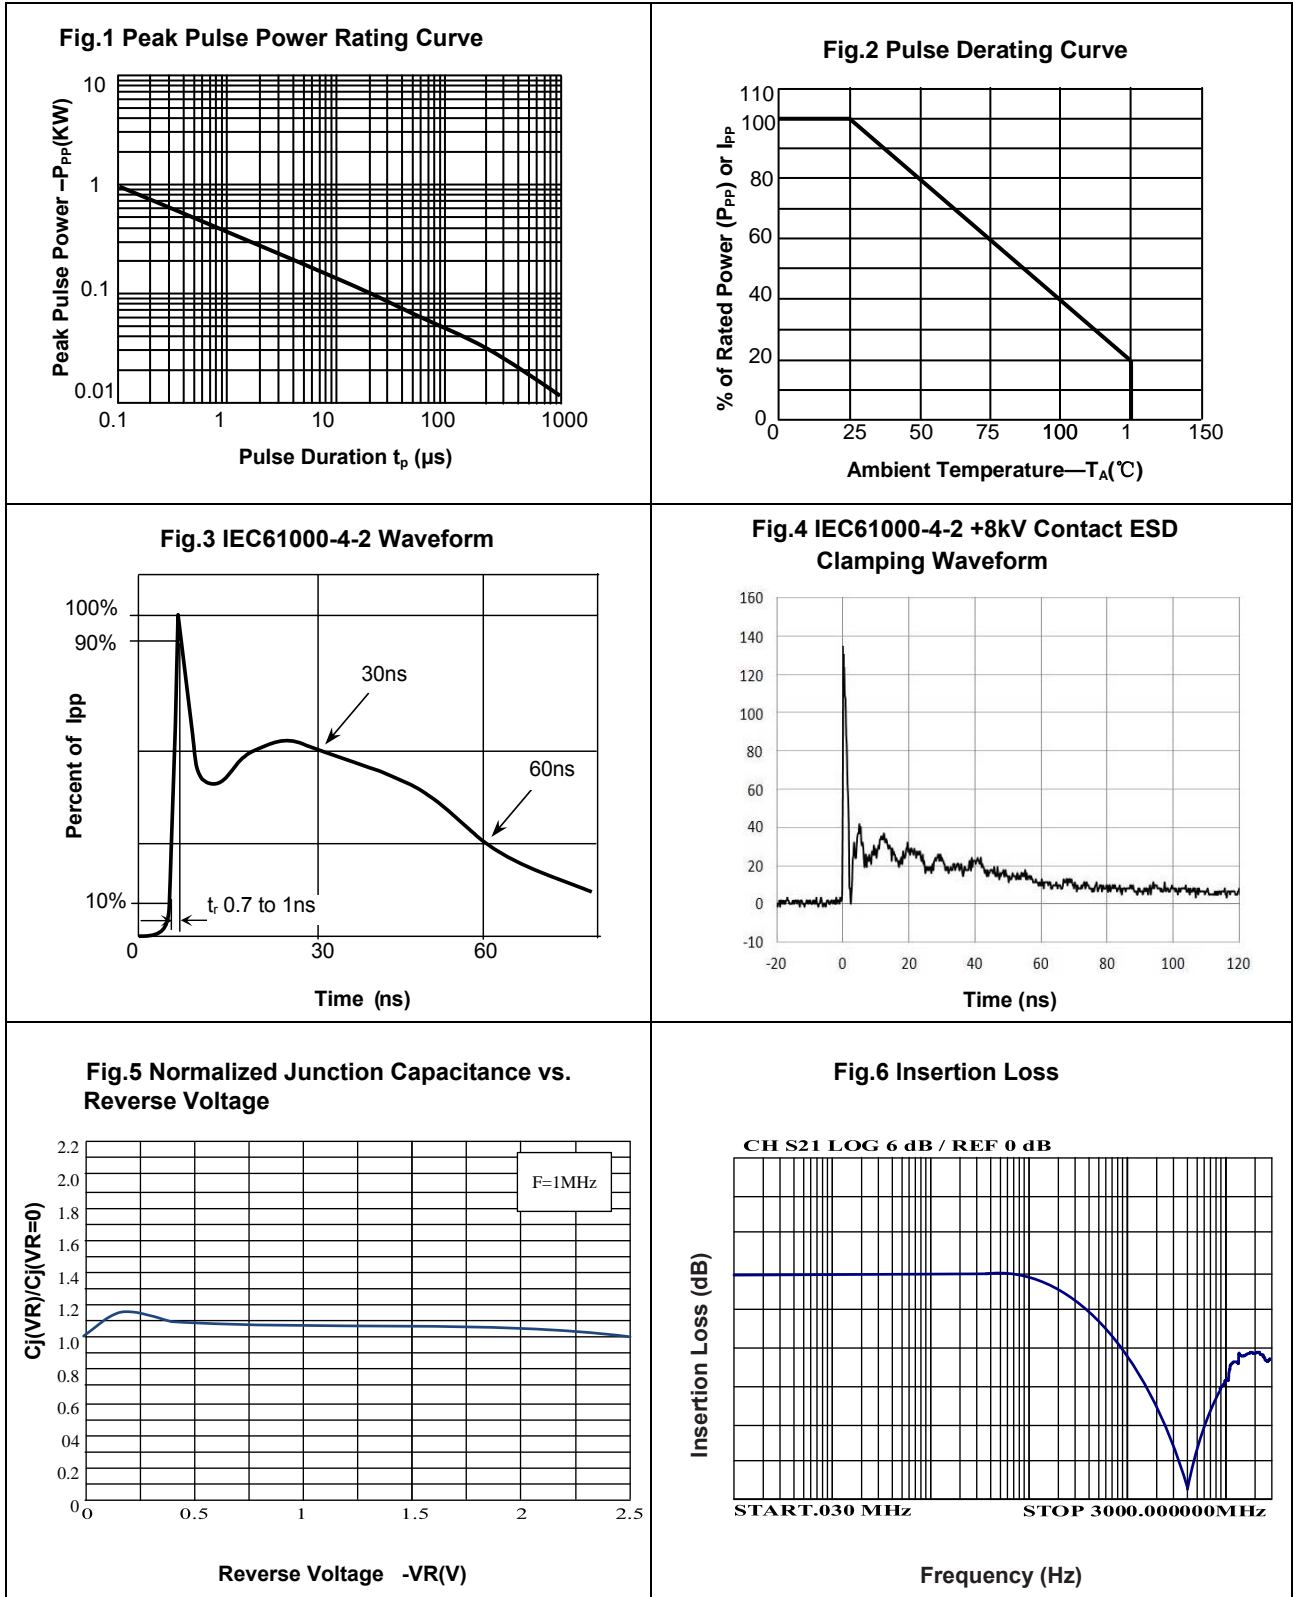 Fig.1 Peak Pulse Power Rating Curve
10
1
0.1
0.01
0.1
1
10
100
1000
Peak Pulse Power –PPP(KW)
Pulse Duration tp (µs)
Fig.2 Pulse Derating Curve
110
100
80
60
40
20
0
0
25
50
75
100
1
150
% of Rated Power (PPP) or IPP
Ambient Temperature—TA(℃)
Fig.3 IEC61000-4-2 Waveform
100%
90%
10%
30ns
60ns
tr 0.7 to 1ns
0
30
60
Percent of Ipp
Time (ns)
Fig.4 IEC61000-4-2 +8kV Contact ESD
Clamping Waveform
160
140
120
100
80
60
40
20
0
-10
-20
0
20
40
60
80
100
120
Time (ns)
Fig.5 Normalized Junction Capacitance vs.
Reverse Voltage
2.2
2.0
1.8
1.6
1.4
1.2
1.0
0.8
0.6
04
0.2
0
F=1MHz
0
0.5
1
1.5
2
2.5
Cj(VR)/Cj(VR=0)
Reverse Voltage -VR(V)
Fig.6 Insertion Loss
CH S21 LOG 6 dB / REF 0 dB
Insertion Loss (dB)
START.030 MHz
STOP 3000.000000MHz
Frequency (Hz)